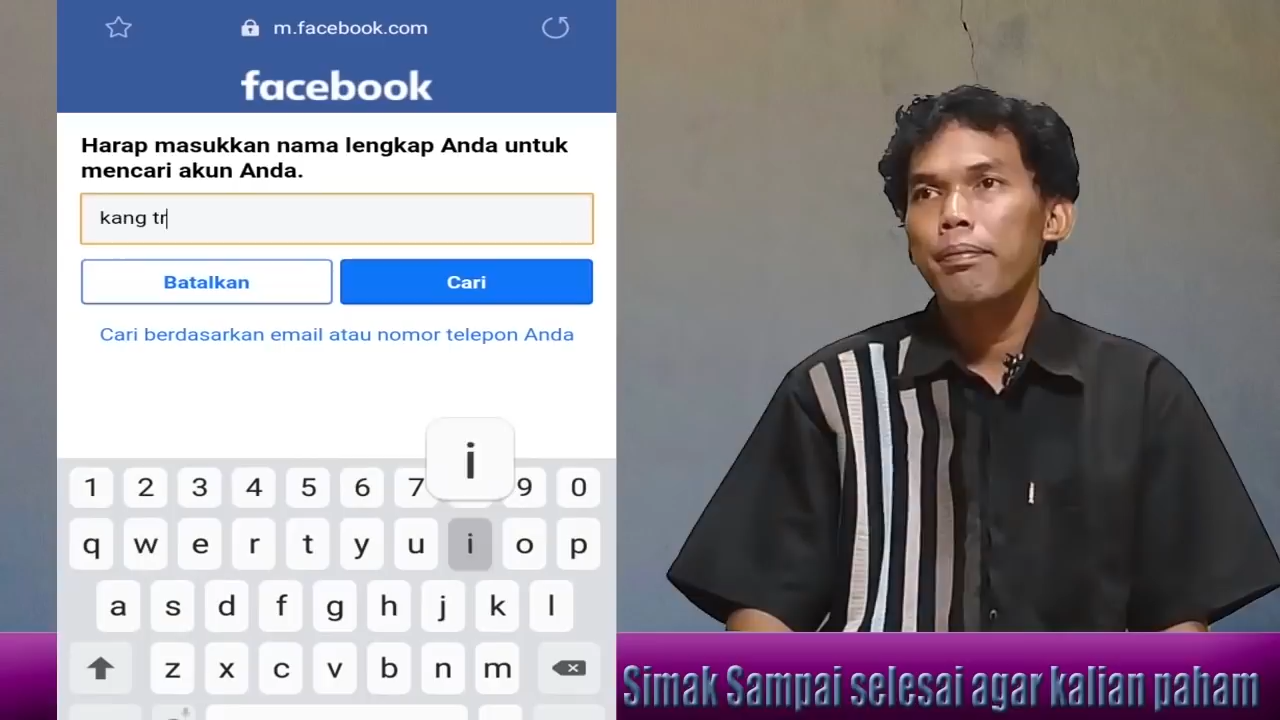 m.facebook.com
facebook
Harap masukkan nama lengkap Anda untuk
mencari akun Anda.
kang tr
Batalkan
Cari
Cari berdasarkan email atau nomor telepon Anda
i
1 2 3 4 5 6 7 9 0
q w e r t y u i o p
a s d f g h j k l
z x c v b n m
Simak Sampai selesai agar kalian paham